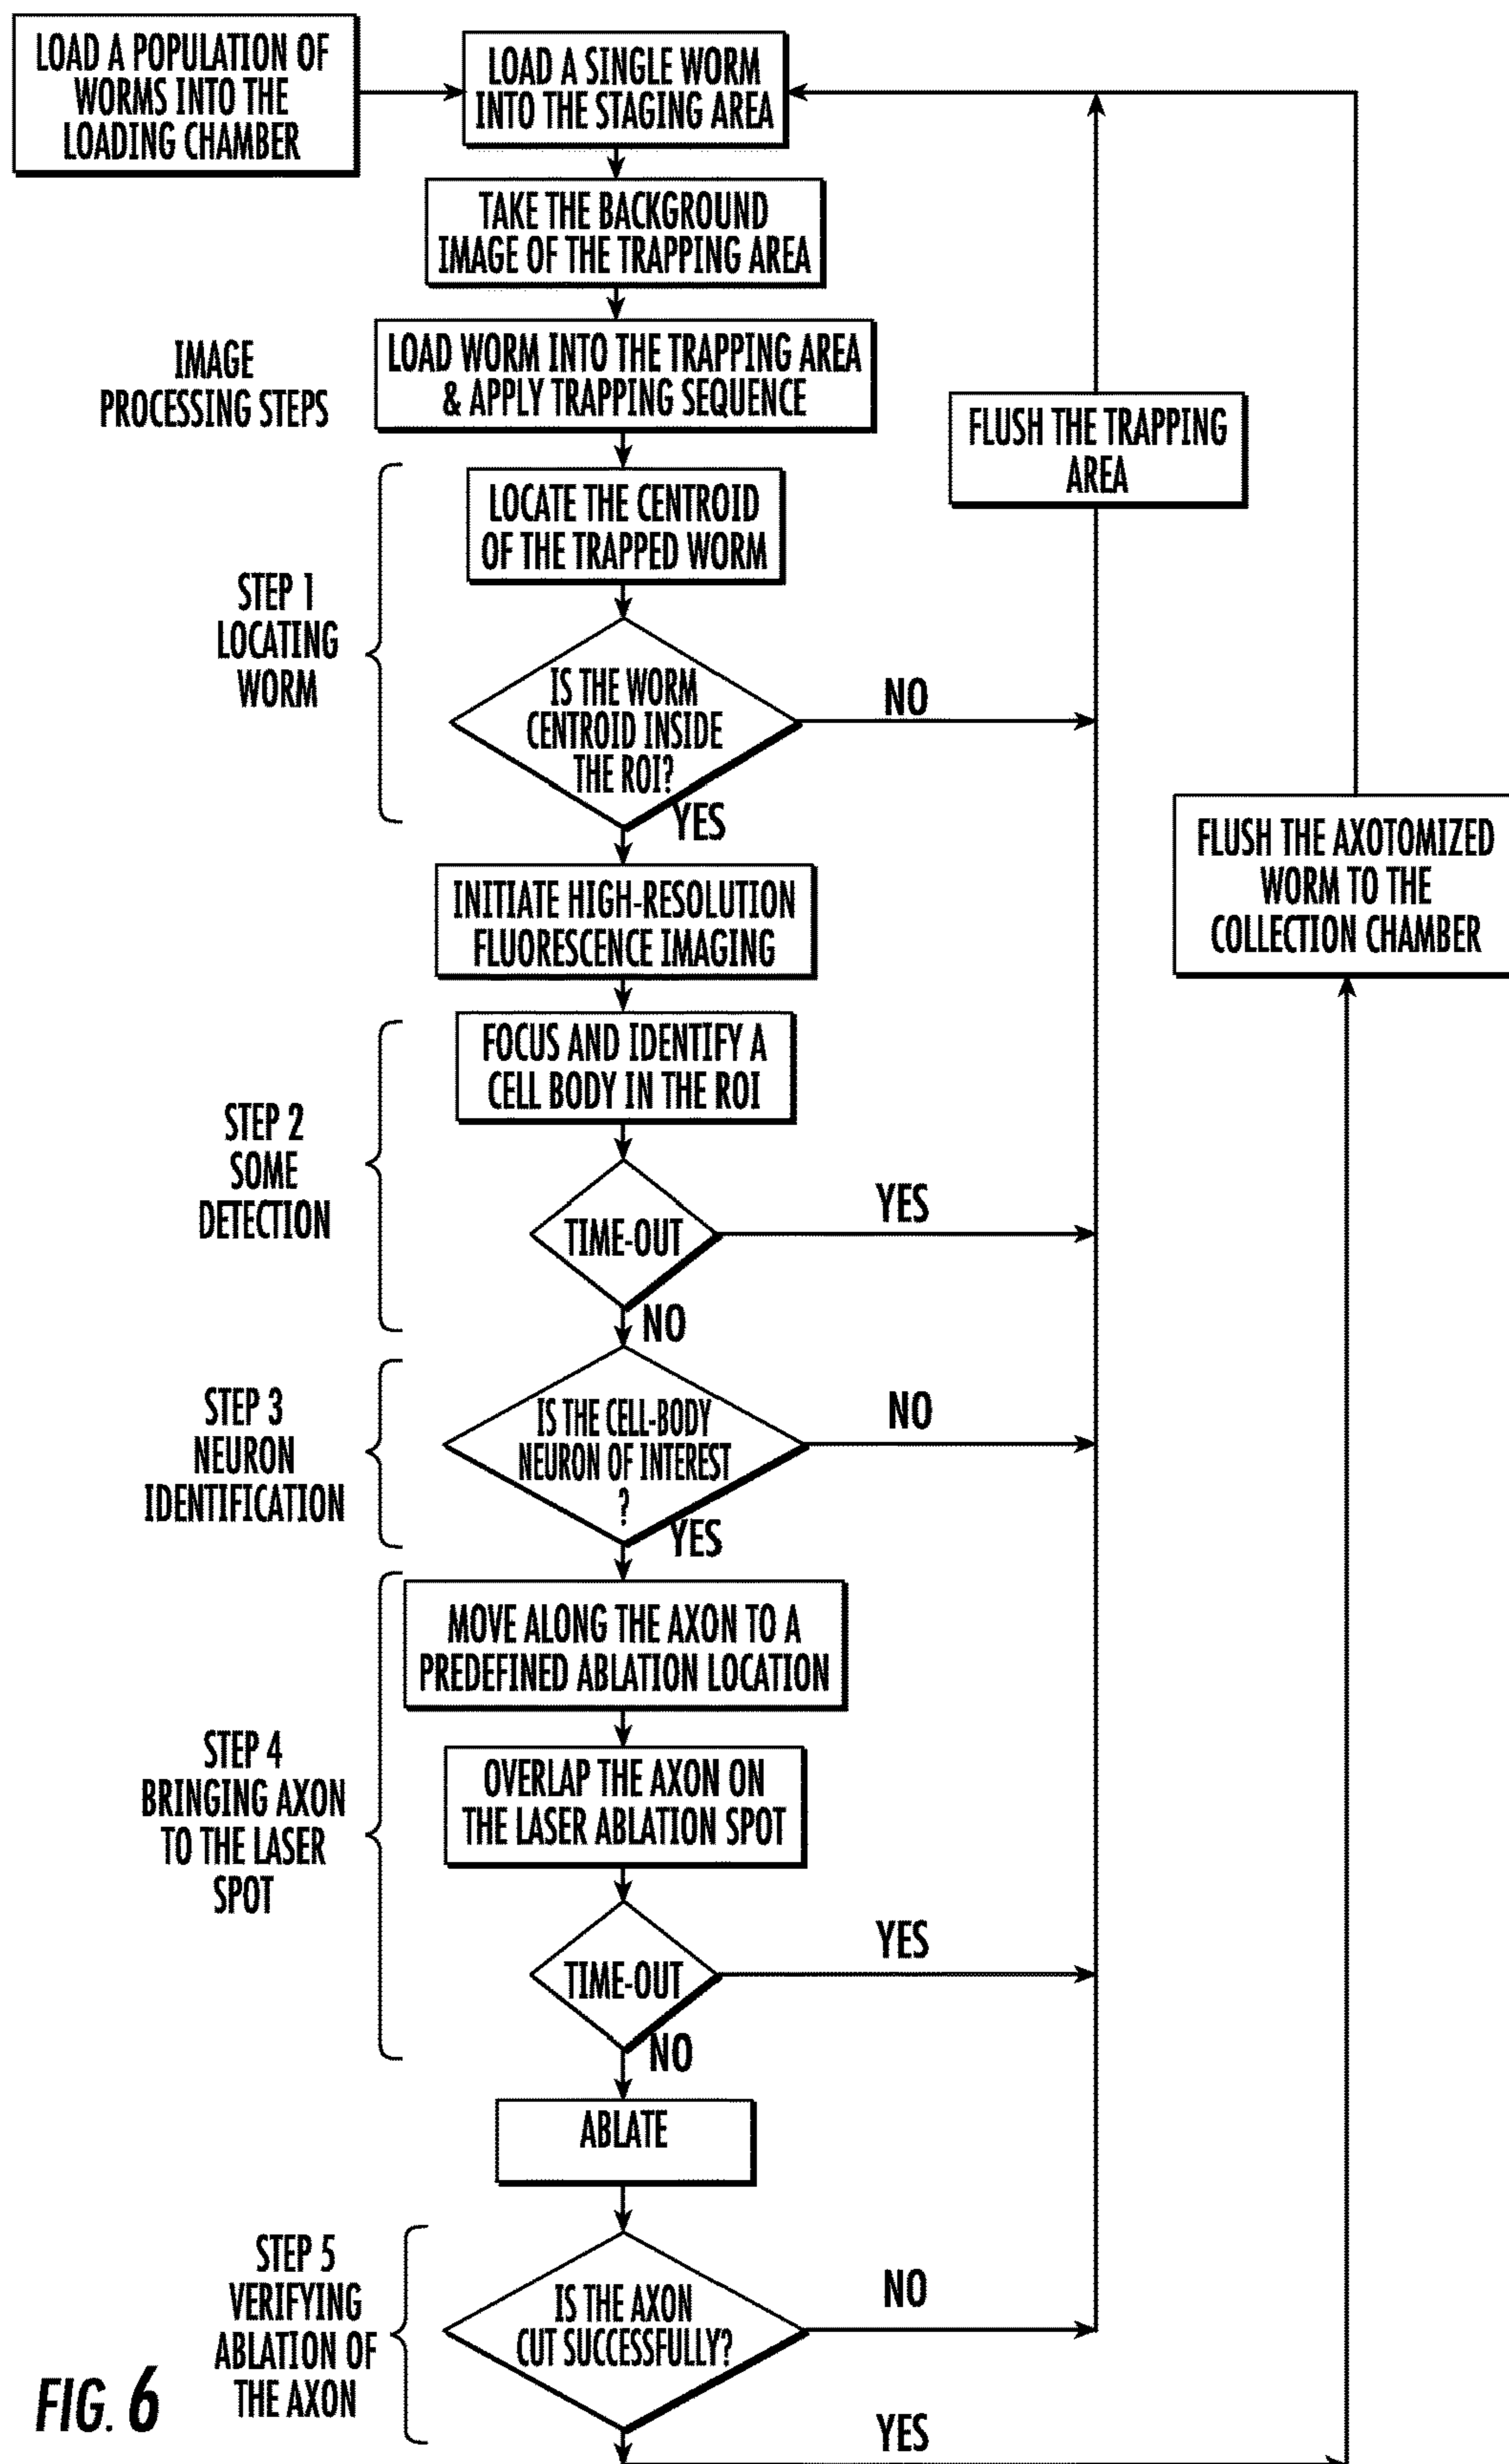 LOAD A POPULATION OF
WORMS INTO THE
LOADING CHAMBER
LOAD A SINGLE WORM
INTO THE STAGING AREA
TAKE THE BACKGROUND
IMAGE OF THE TRAPPING AREA
LOAD WORM INTO THE TRAPPING AREA
& APPLY TRAPPING SEQUENCE
IMAGE
PROCESSING STEPS
FLUSH THE TRAPPING
AREA
LOCATE THE CENTROID
OF THE TRAPPED WORM
STEP 1
LOCATING
WORM
IS THE WORM
CENTROID INSIDE
THE ROI?
NO
YES
FLUSH THE AXOTOMIZED
WORM TO THE
COLLECTION CHAMBER
INITIATE HIGH-RESOLUTION
FLUORESCENCE IMAGING
FOCUS AND IDENTIFY A
CELL BODY IN THE ROI
STEP 2
SOME
DETECTION
TIME-OUT
YES
NO
STEP 3
NEURON
IDENTIFICATION
IS THE CELL-BODY
NEURON OF INTEREST
?
NO
YES
MOVE ALONG THE AXON TO A
PREDEFINED ABLATION LOCATION
STEP 4
BRINGING AXON
TO THE LASER
SPOT
OVERLAP THE AXON ON
THE LASER ABLATION SPOT
TIME-OUT
YES
NO
ABLATE
STEP 5
VERIFYING
ABLATION OF
THE AXON
IS THE AXON
CUT SUCCESSFULLY?
NO
YES
FIG. 6